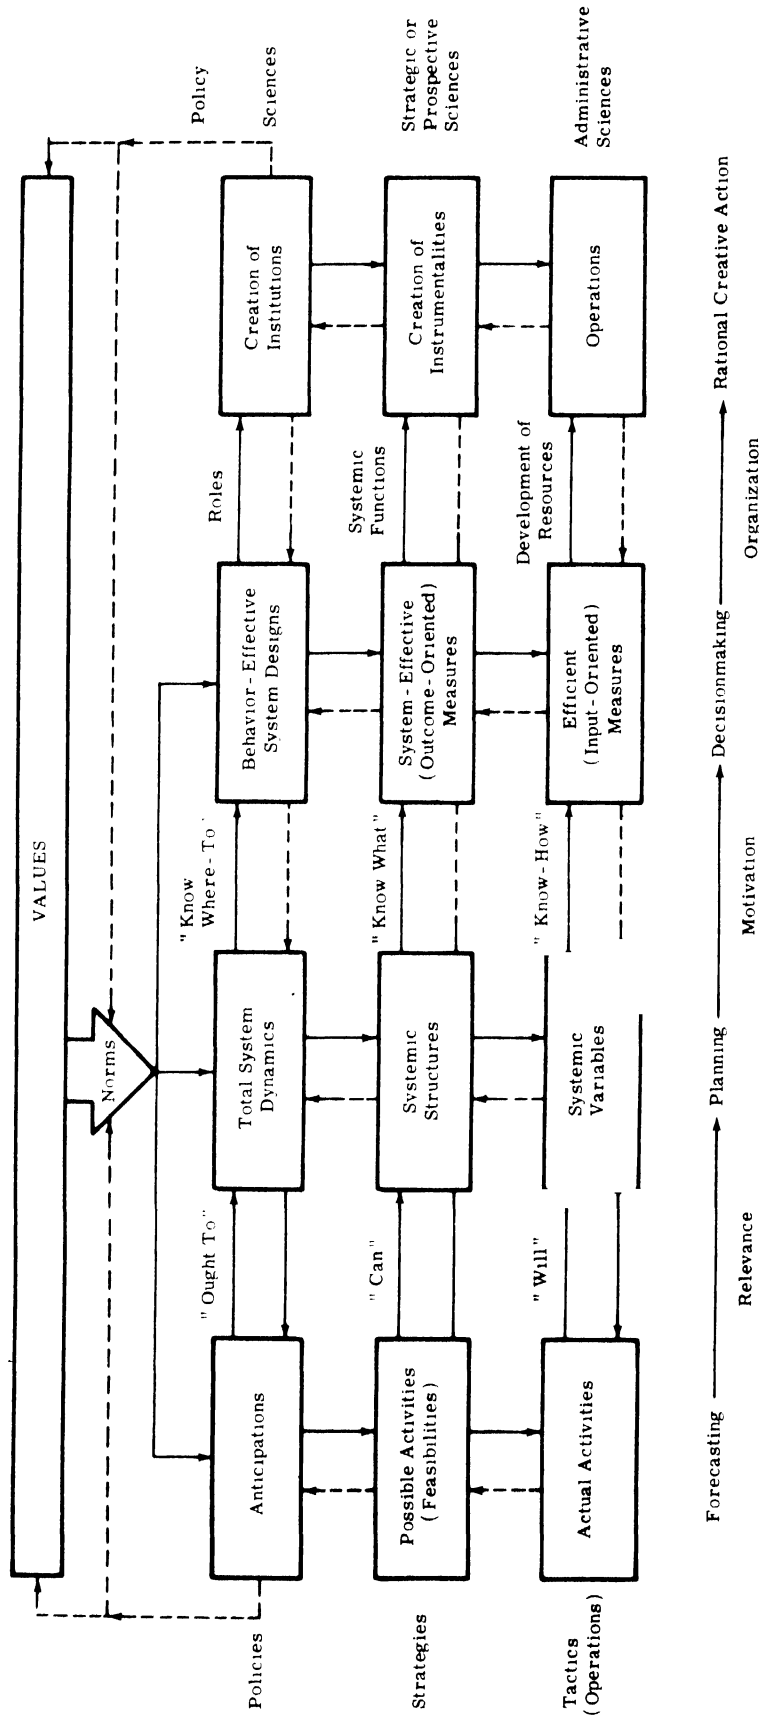 VALUES
Norms
Policy
Sciences
Policies
Anticipations
" Ought To"
Total System
Dynamics
" Know
Where - To
Behavior - Effective
System Designs
Roles
Creation of
Institutions
Strategies
Possible Activities
( Feasibilities )
" Can "
Systemic
Structures
" Know What "
System - Effective
( Outcome - Oriented )
Measures
Systemic
Functions
Creation of
Instrumentalities
Strategic or
Prospective
Sciences
Tactics
( Operations )
Actual Activities
" Will "
Systemic
Variables
" Know - How "
Efficient
( Input - Oriented )
Measures
Development of
Resources
Operations
Administrative
Sciences
Forecasting
Planning
Decisionmaking
Rational Creative Action
Relevance
Motivation
Organization